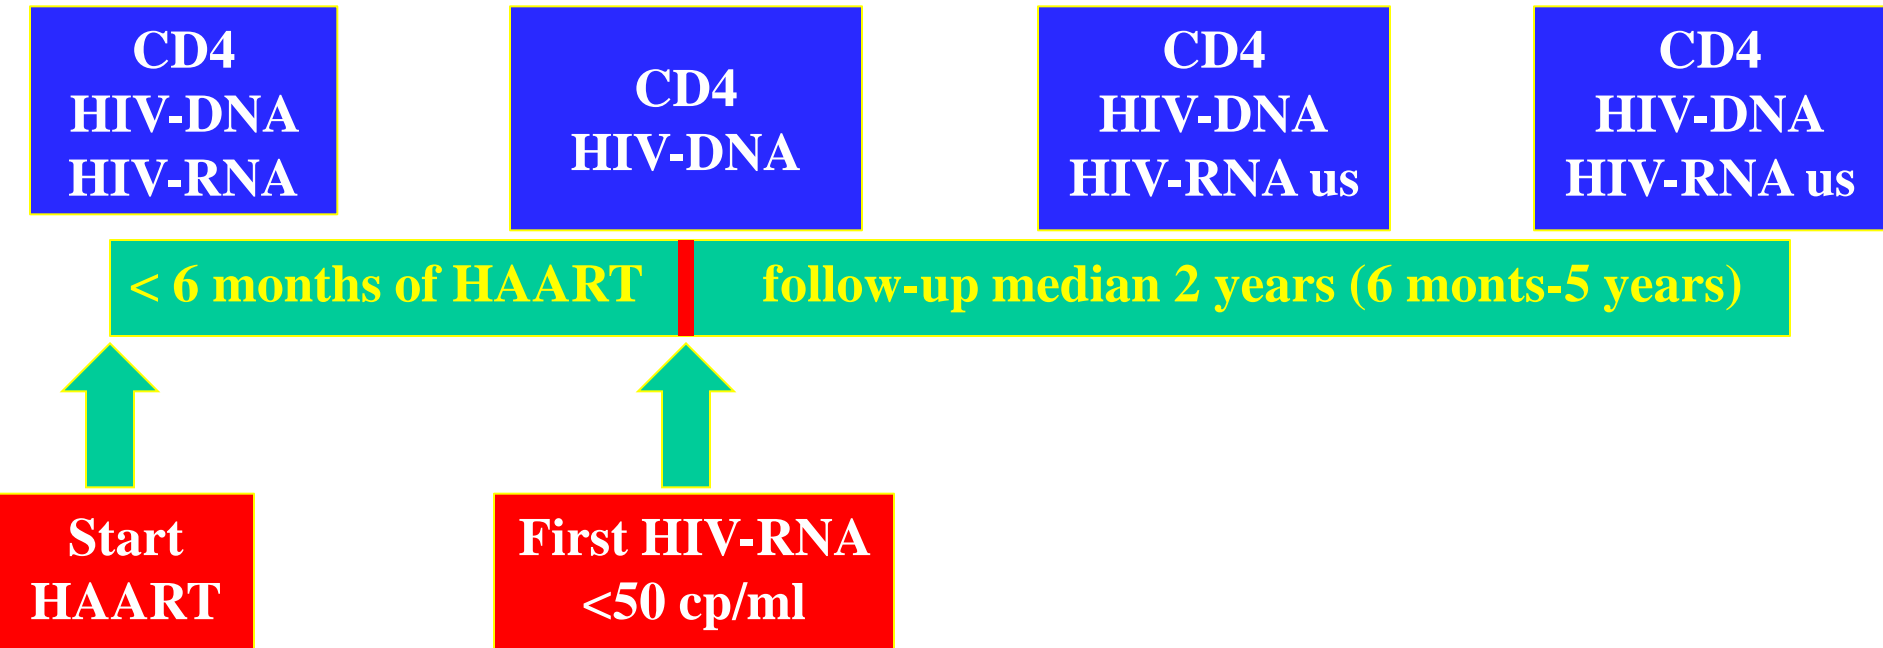 CD4
HIV-DNA
HIV-RNA
CD4
HIV-DNA
CD4
HIV-DNA
HIV-RNA us
CD4
HIV-DNA
HIV-RNA us
< 6 months of HAART
follow-up median 2 years (6 monts-5 years)
Start
HAART
First HIV-RNA
<50 cp/ml